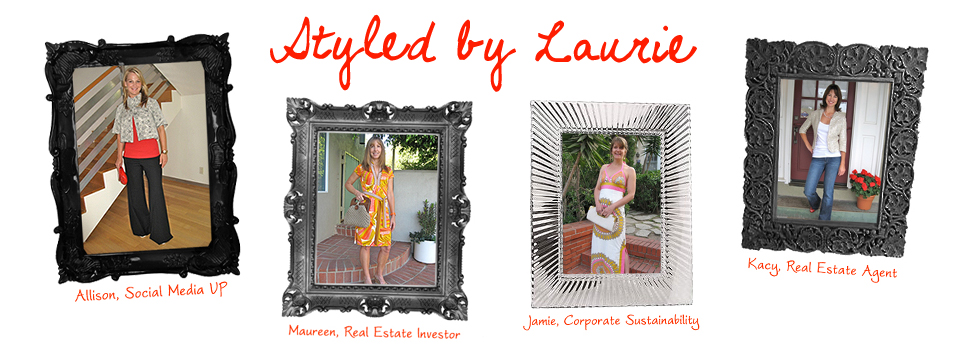 Styled by Laurie
Allison, Social Media UP
Maureen, Real Estate Investor
Jamie, Corporate Sustainability
Kacy, Real Estate Agent